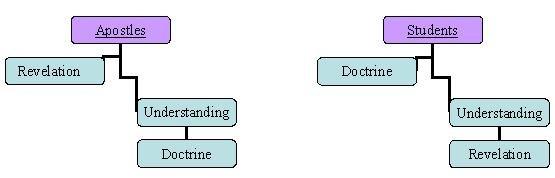 Apostles
Revelation
Understanding
Doctrine
Students
Doctrine
Understanding
Revelation